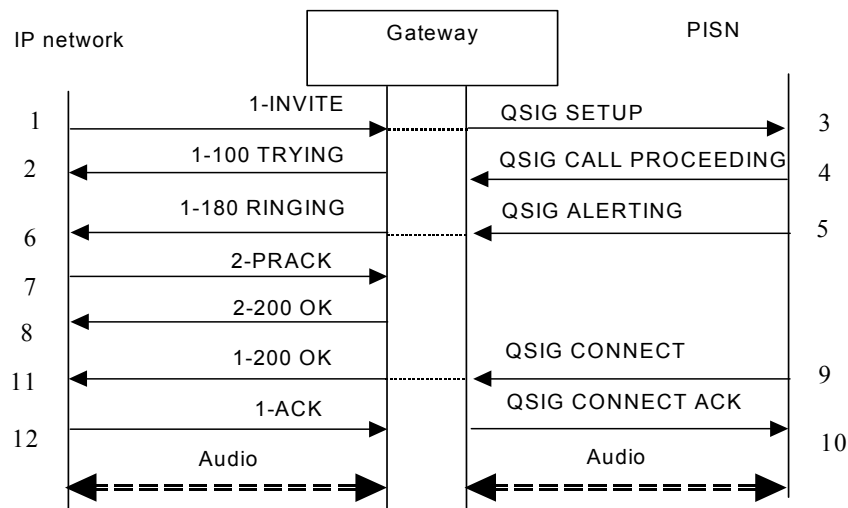 IP network
Gateway
PISN
1
1-INVITE
QSIG SETUP
3
2
1-100 TRYING
QSIG CALL PROCEEDING
4
6
1-180 RINGING
QSIG ALERTING
5
7
2-PRACK
8
2-200 OK
11
1-200 OK
QSIG CONNECT
9
12
1-ACK
QSIG CONNECT ACK
10
Audio
Audio